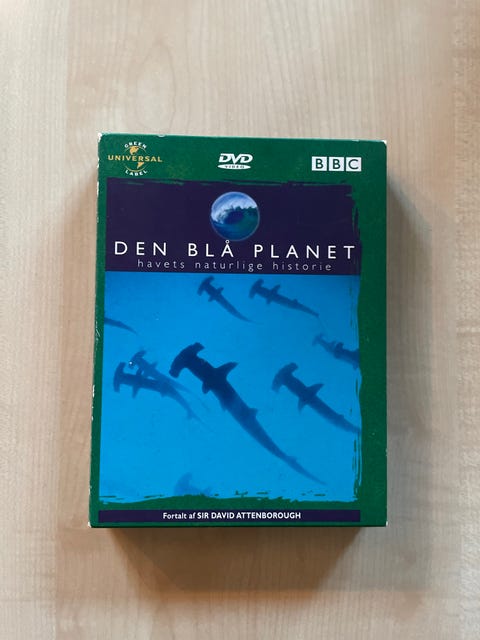 GREEN
UNIVERSAL
LABEL
DVD
VIDEO
BBC
DEN BLÅ PLANET
havets naturlige historie
Fortalt af SIR DAVID ATTENBOROUGH